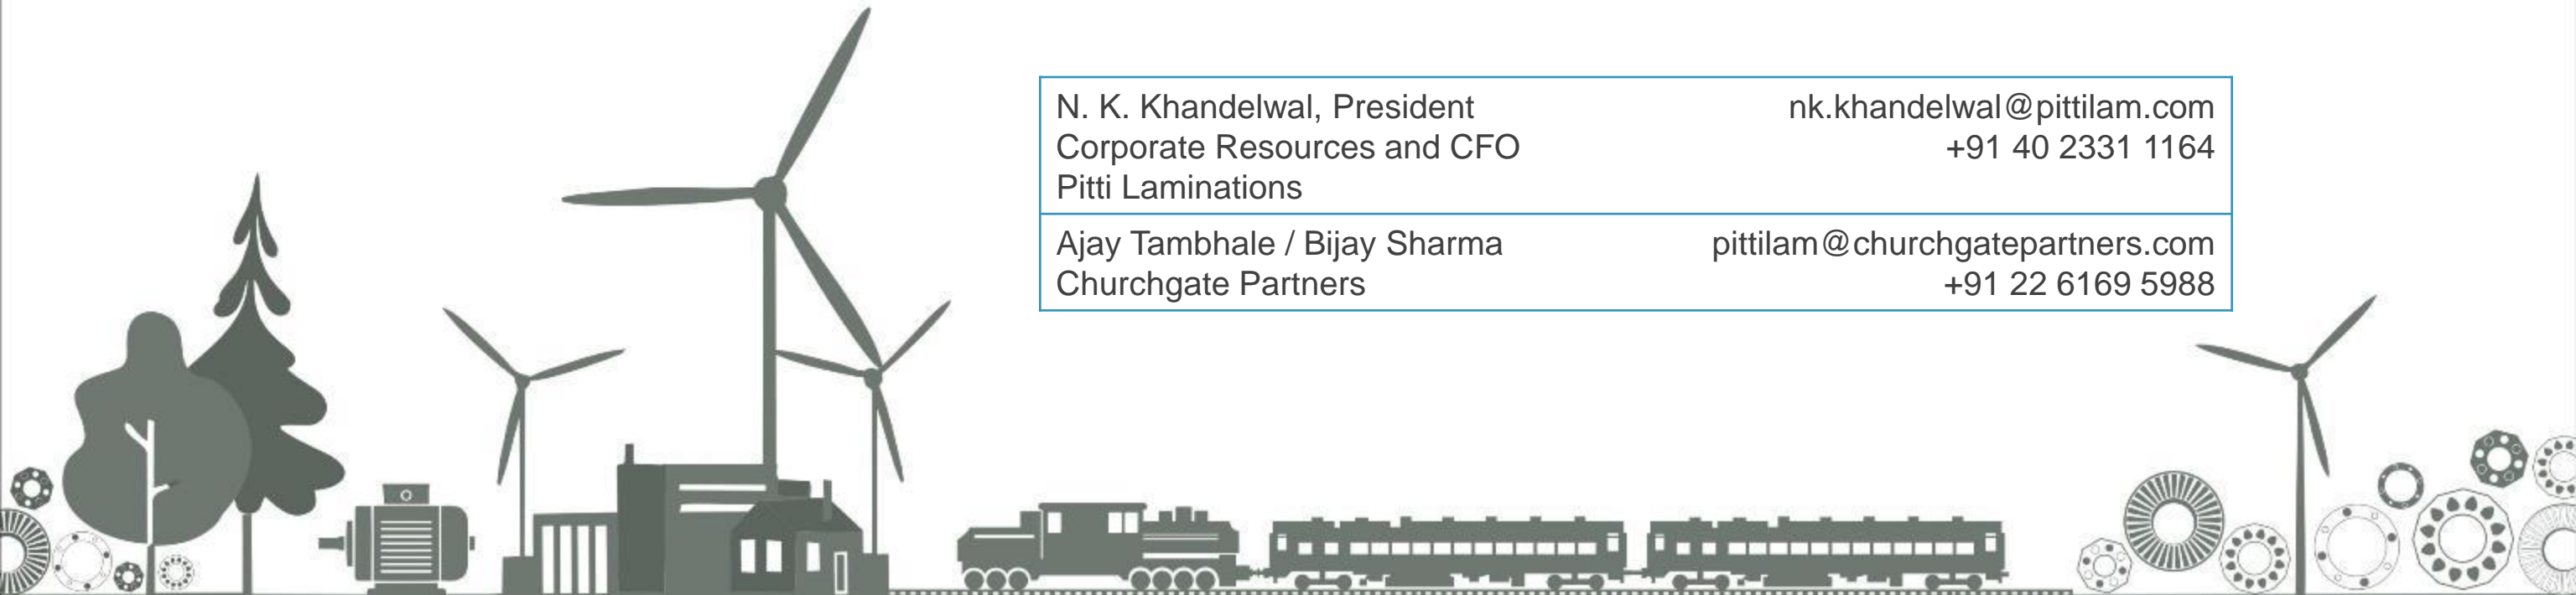 N. K. Khandelwal, President nk.khandelwal@pittilam.com
Corporate Resources and CFO +91 40 2331 1164
Pitti Laminations
Ajay Tambhale / Bijay Sharma pittilam@churchgatepartners.com
Churchgate Partners +91 22 6169 5988